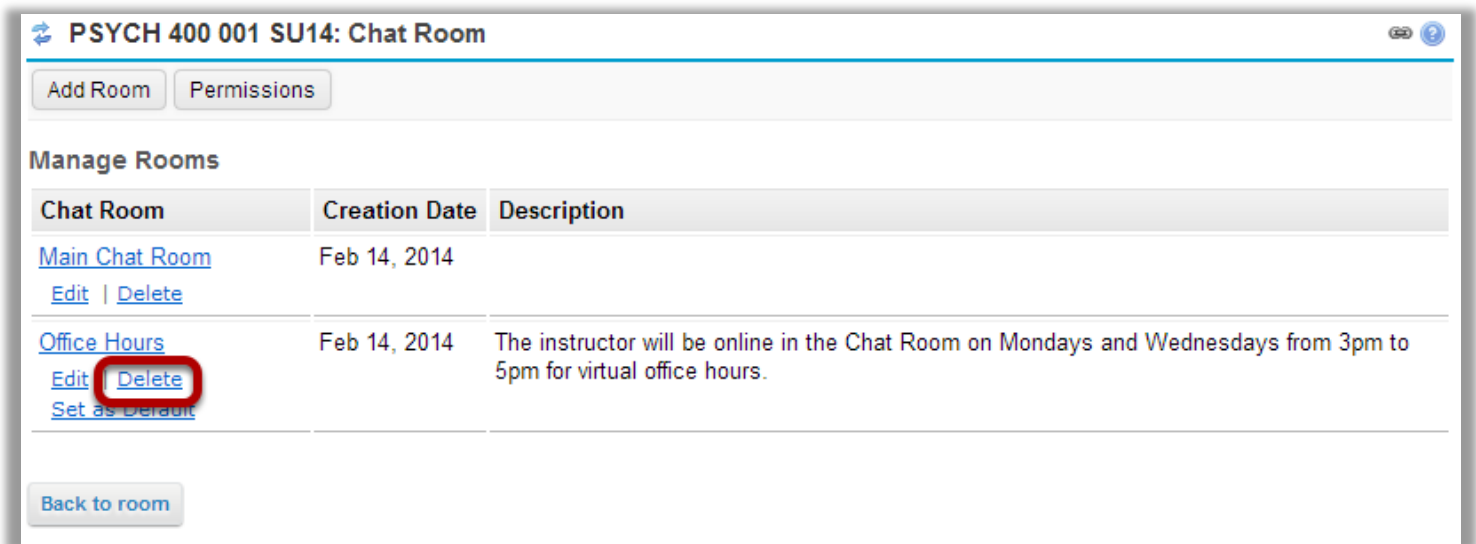 PSYCH 400 001 SU14: Chat Room
Add Room Permissions
Manage Rooms
Chat Room Creation Date Description
Main Chat Room Feb 14, 2014
Edit | Delete
Office Hours Feb 14, 2014 The instructor will be online in the Chat Room on Mondays and Wednesdays from 3pm to
Edit | Delete 5pm for virtual office hours.
Set as Default
Back to room